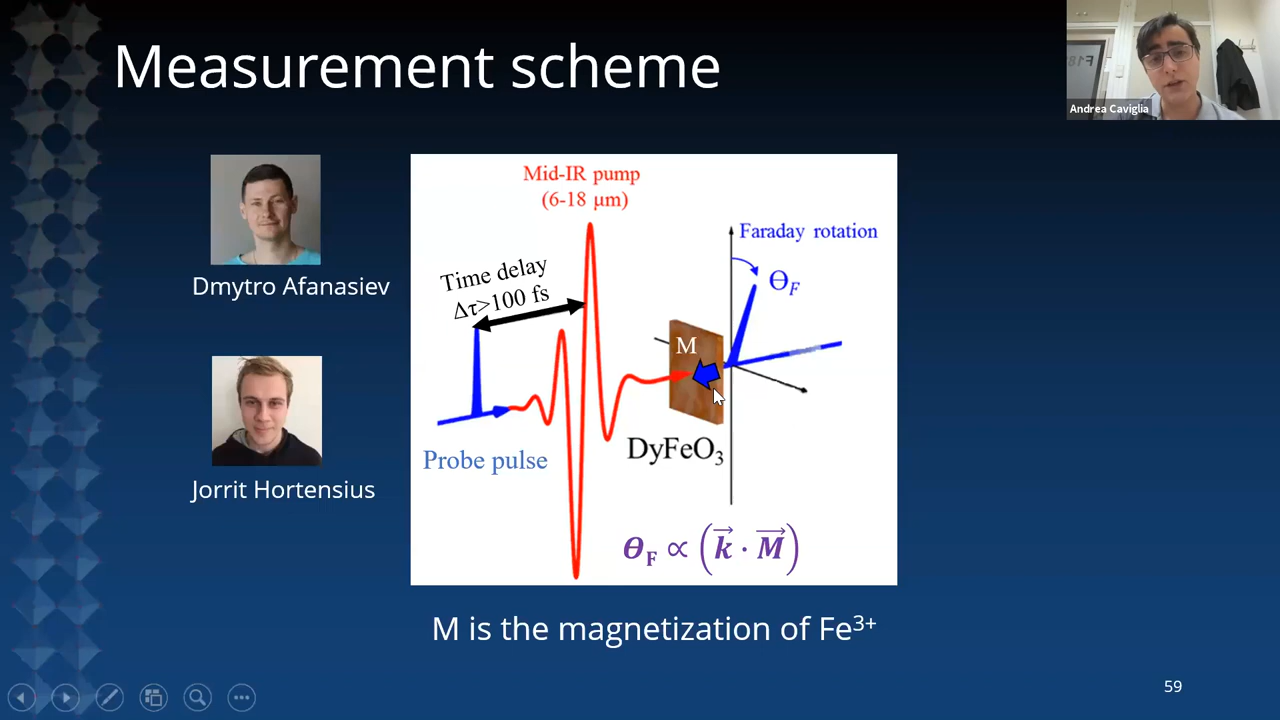 Measurement scheme
Andrea Caviglia
Dmytro Afanasiev
Jorrit Hortensius
Mid-IR pump
(6-18 µm)
Time delay
Δτ>100 fs
Probe pulse
M
DyFeO₃
Faraday rotation
ϴ_F
ϴ_F ∝ (k⃗ · M⃗)
M is the magnetization of Fe³⁺
59